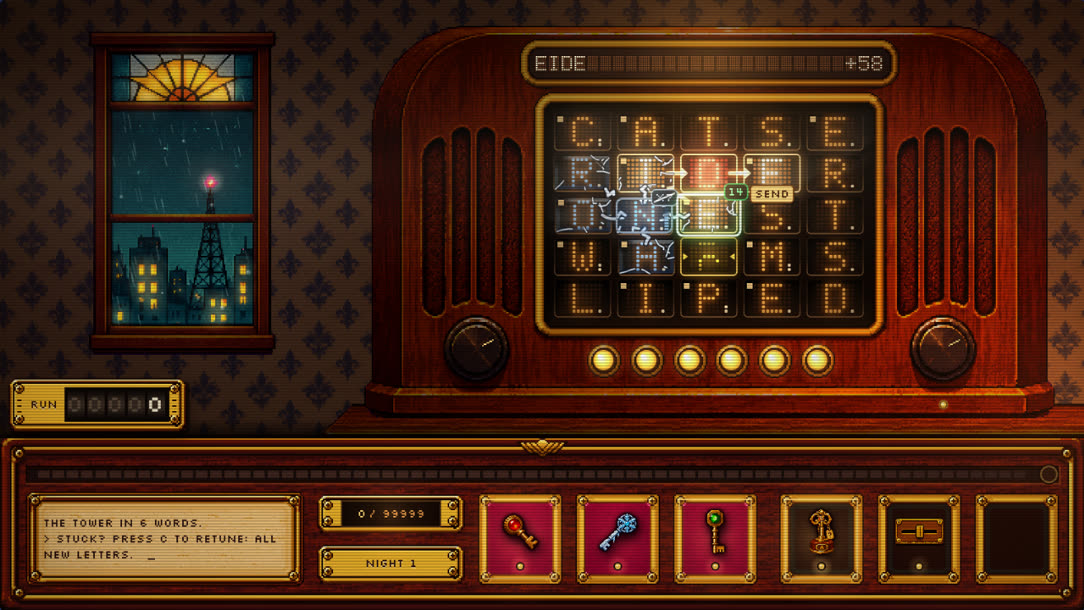 EIDE +58
C. A. T. S. E.
R. I D E R.
O. N. E S. T.
W. A. M. S.
L. I. P. E. D.
14 SEND
RUN 00000
THE TOWER IN 6 WORDS.
> STUCK? PRESS C TO RETUNE: ALL
NEW LETTERS. _
0 / 99999
NIGHT 1